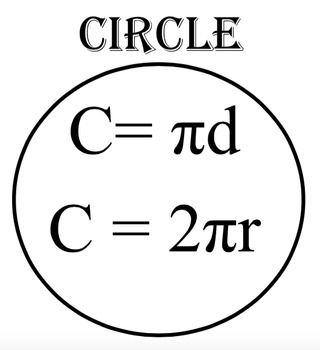 CIRCLE
C= πd
C = 2πr